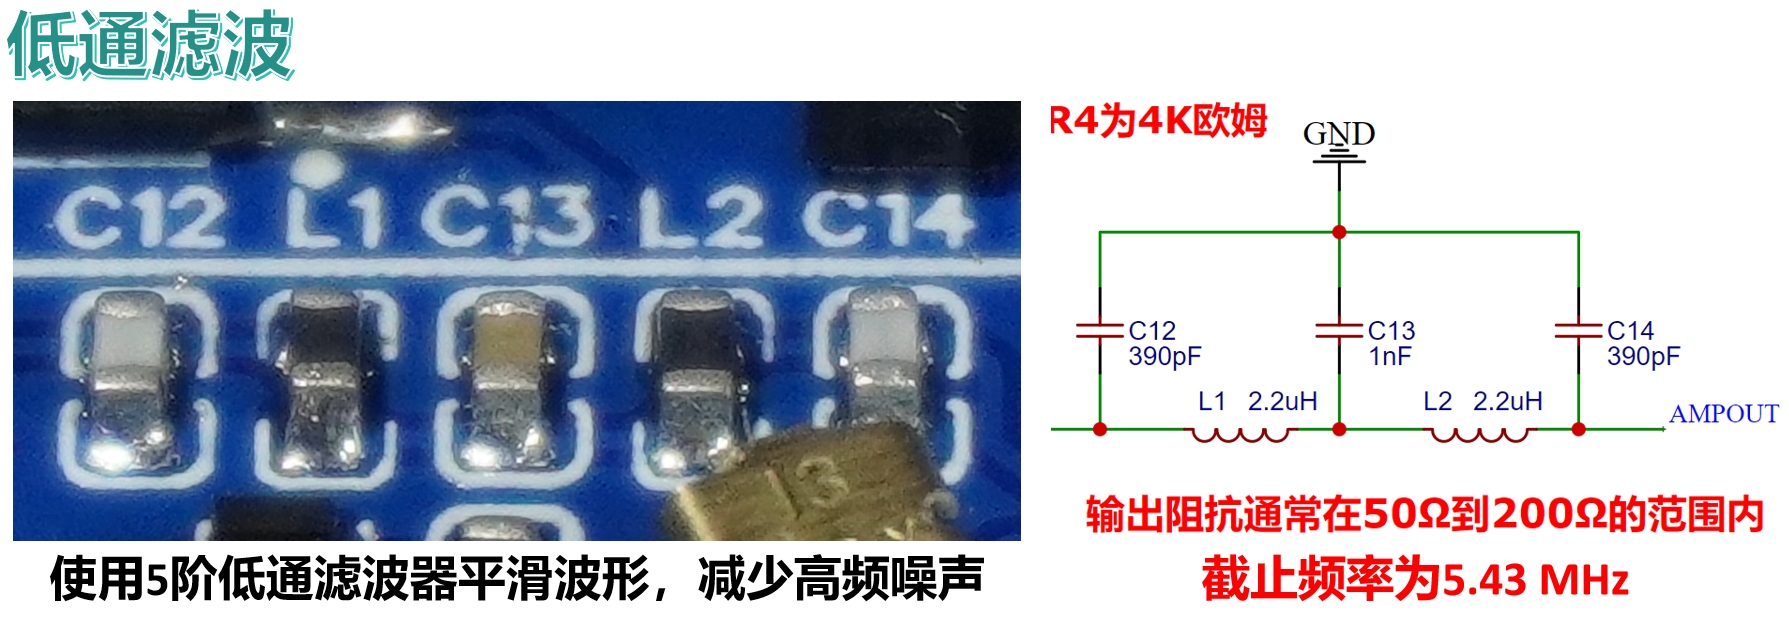 低通滤波
C12 L1 C13 L2 C14
13
使用5阶低通滤波器平滑波形，减少高频噪声
R4为4K欧姆
GND
C12
390pF
C13
1nF
C14
390pF
L1 2.2uH
L2 2.2uH
AMPOUT
输出阻抗通常在50Ω到200Ω的范围内
截止频率为5.43 MHz